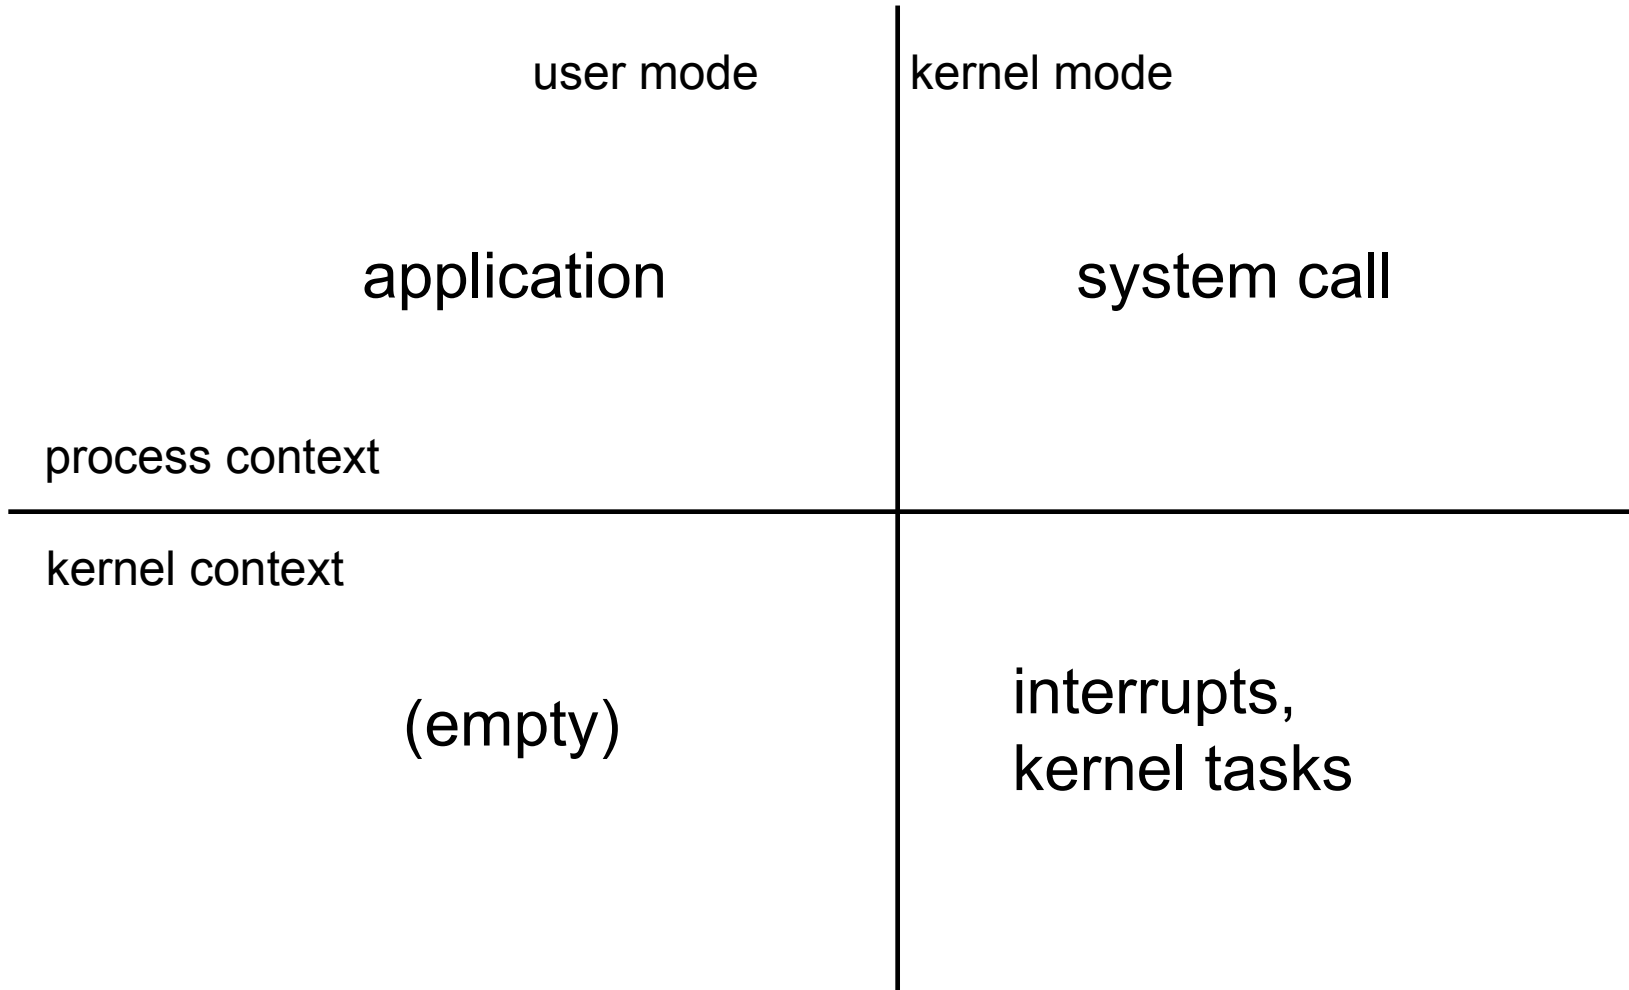 user mode
kernel mode
application
system call
process context
kernel context
(empty)
interrupts,
kernel tasks